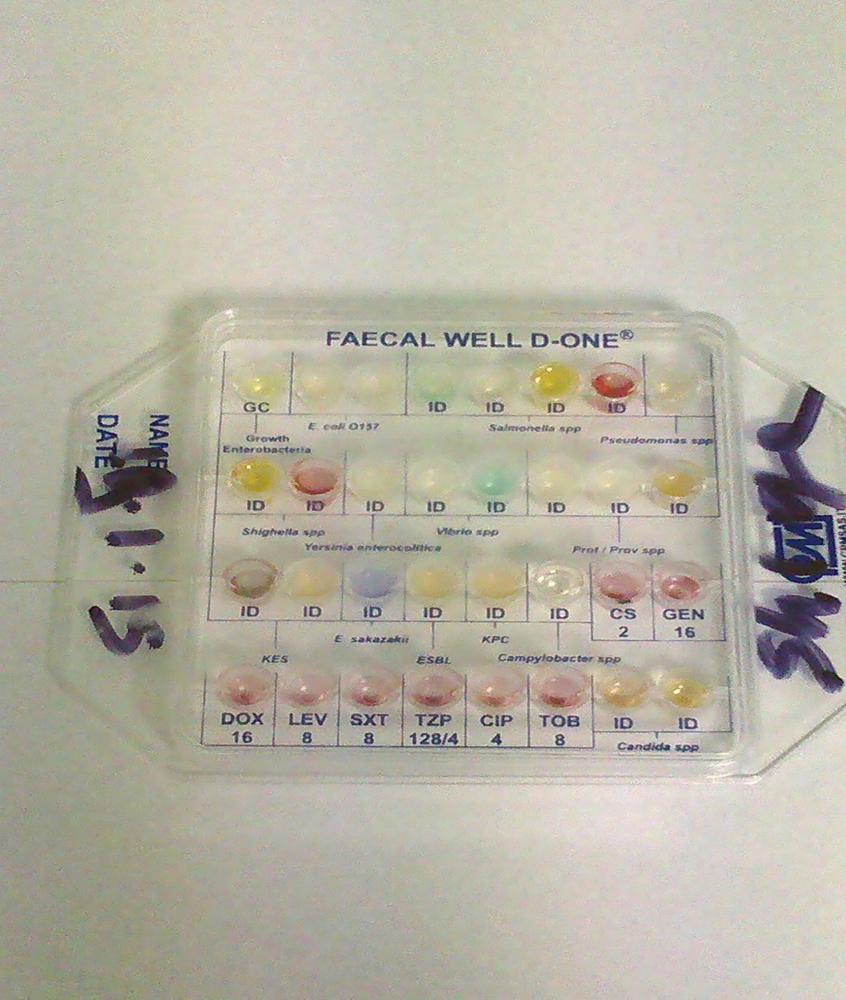 FAECAL WELL D-ONE®
GC ID ID ID ID
E. coli O157 Salmonella spp
Growth Pseudomonas spp
Enterobacteria
ID ID ID ID ID ID ID ID
Shighella spp Vibrio spp
Yersinia enterocolitica Prot / Prov spp
ID ID ID ID ID ID CS GEN
2 16
E sakazakii KPC
KES ESBL Campylobacter spp
DOX LEV SXT TZP CIP TOB ID ID
16 8 8 128/4 4 8
Candida spp
NAME
DATE